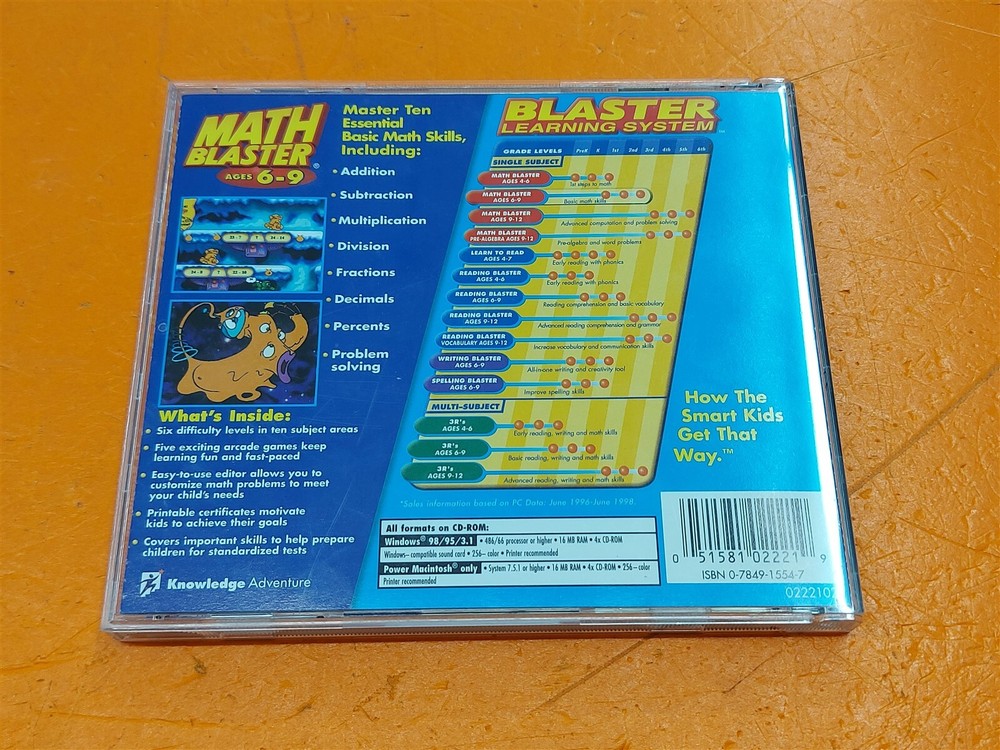 MATH
BLASTER®
AGES 6-9
Master Ten
Essential
Basic Math Skills,
Including:
• Addition
• Subtraction
• Multiplication
• Division
• Fractions
• Decimals
• Percents
• Problem
solving
What's Inside:
• Six difficulty levels in ten subject areas
• Five exciting arcade games keep
learning fun and fast-paced
• Easy-to-use editor allows you to
customize math problems to meet
your child's needs
• Printable certificates motivate
kids to achieve their goals
• Covers important skills to help prepare
children for standardized tests
Knowledge Adventure
BLASTER
LEARNING SYSTEM™
GRADE LEVELS PreK K 1st 2nd 3rd 4th 5th 6th
SINGLE SUBJECT
MATH BLASTER
AGES 4-6
1st steps to math
MATH BLASTER
AGES 6-9
Basic math skills
MATH BLASTER
AGES 9-12
Advanced computation and problem solving
MATH BLASTER
PRE-ALGEBRA AGES 9-12
Pre-algebra and word problems
LEARN TO READ
AGES 4-7
Early reading with phonics
READING BLASTER
AGES 4-6
Early reading with phonics
READING BLASTER
AGES 6-9
Reading comprehension and basic vocabulary
READING BLASTER
AGES 9-12
Advanced reading comprehension and grammar
READING BLASTER
VOCABULARY AGES 9-12
Increase vocabulary and communication skills
WRITING BLASTER
AGES 6-9
All-in-one writing and creativity tool
SPELLING BLASTER
AGES 6-9
Improve spelling skills
MULTI-SUBJECT
3R's
AGES 4-6
Early reading, writing and math skills
3R's
AGES 6-9
Basic reading, writing and math skills
3R's
AGES 9-12
Advanced reading, writing and math skills
*Sales information based on PC Data: June 1996-June 1998.
How The
Smart Kids
Get That
Way.™
All formats on CD-ROM:
Windows® 98/95/3.1 • 486/66 processor or higher • 16 MB RAM • 4x CD-ROM
Windows-compatible sound card • 256-color • Printer recommended
Power Macintosh® only • System 7.5.1 or higher • 16 MB RAM • 4x CD-ROM • 256-color
Printer recommended
0 51581 02221 9
ISBN 0-7849-1554-7
0222102